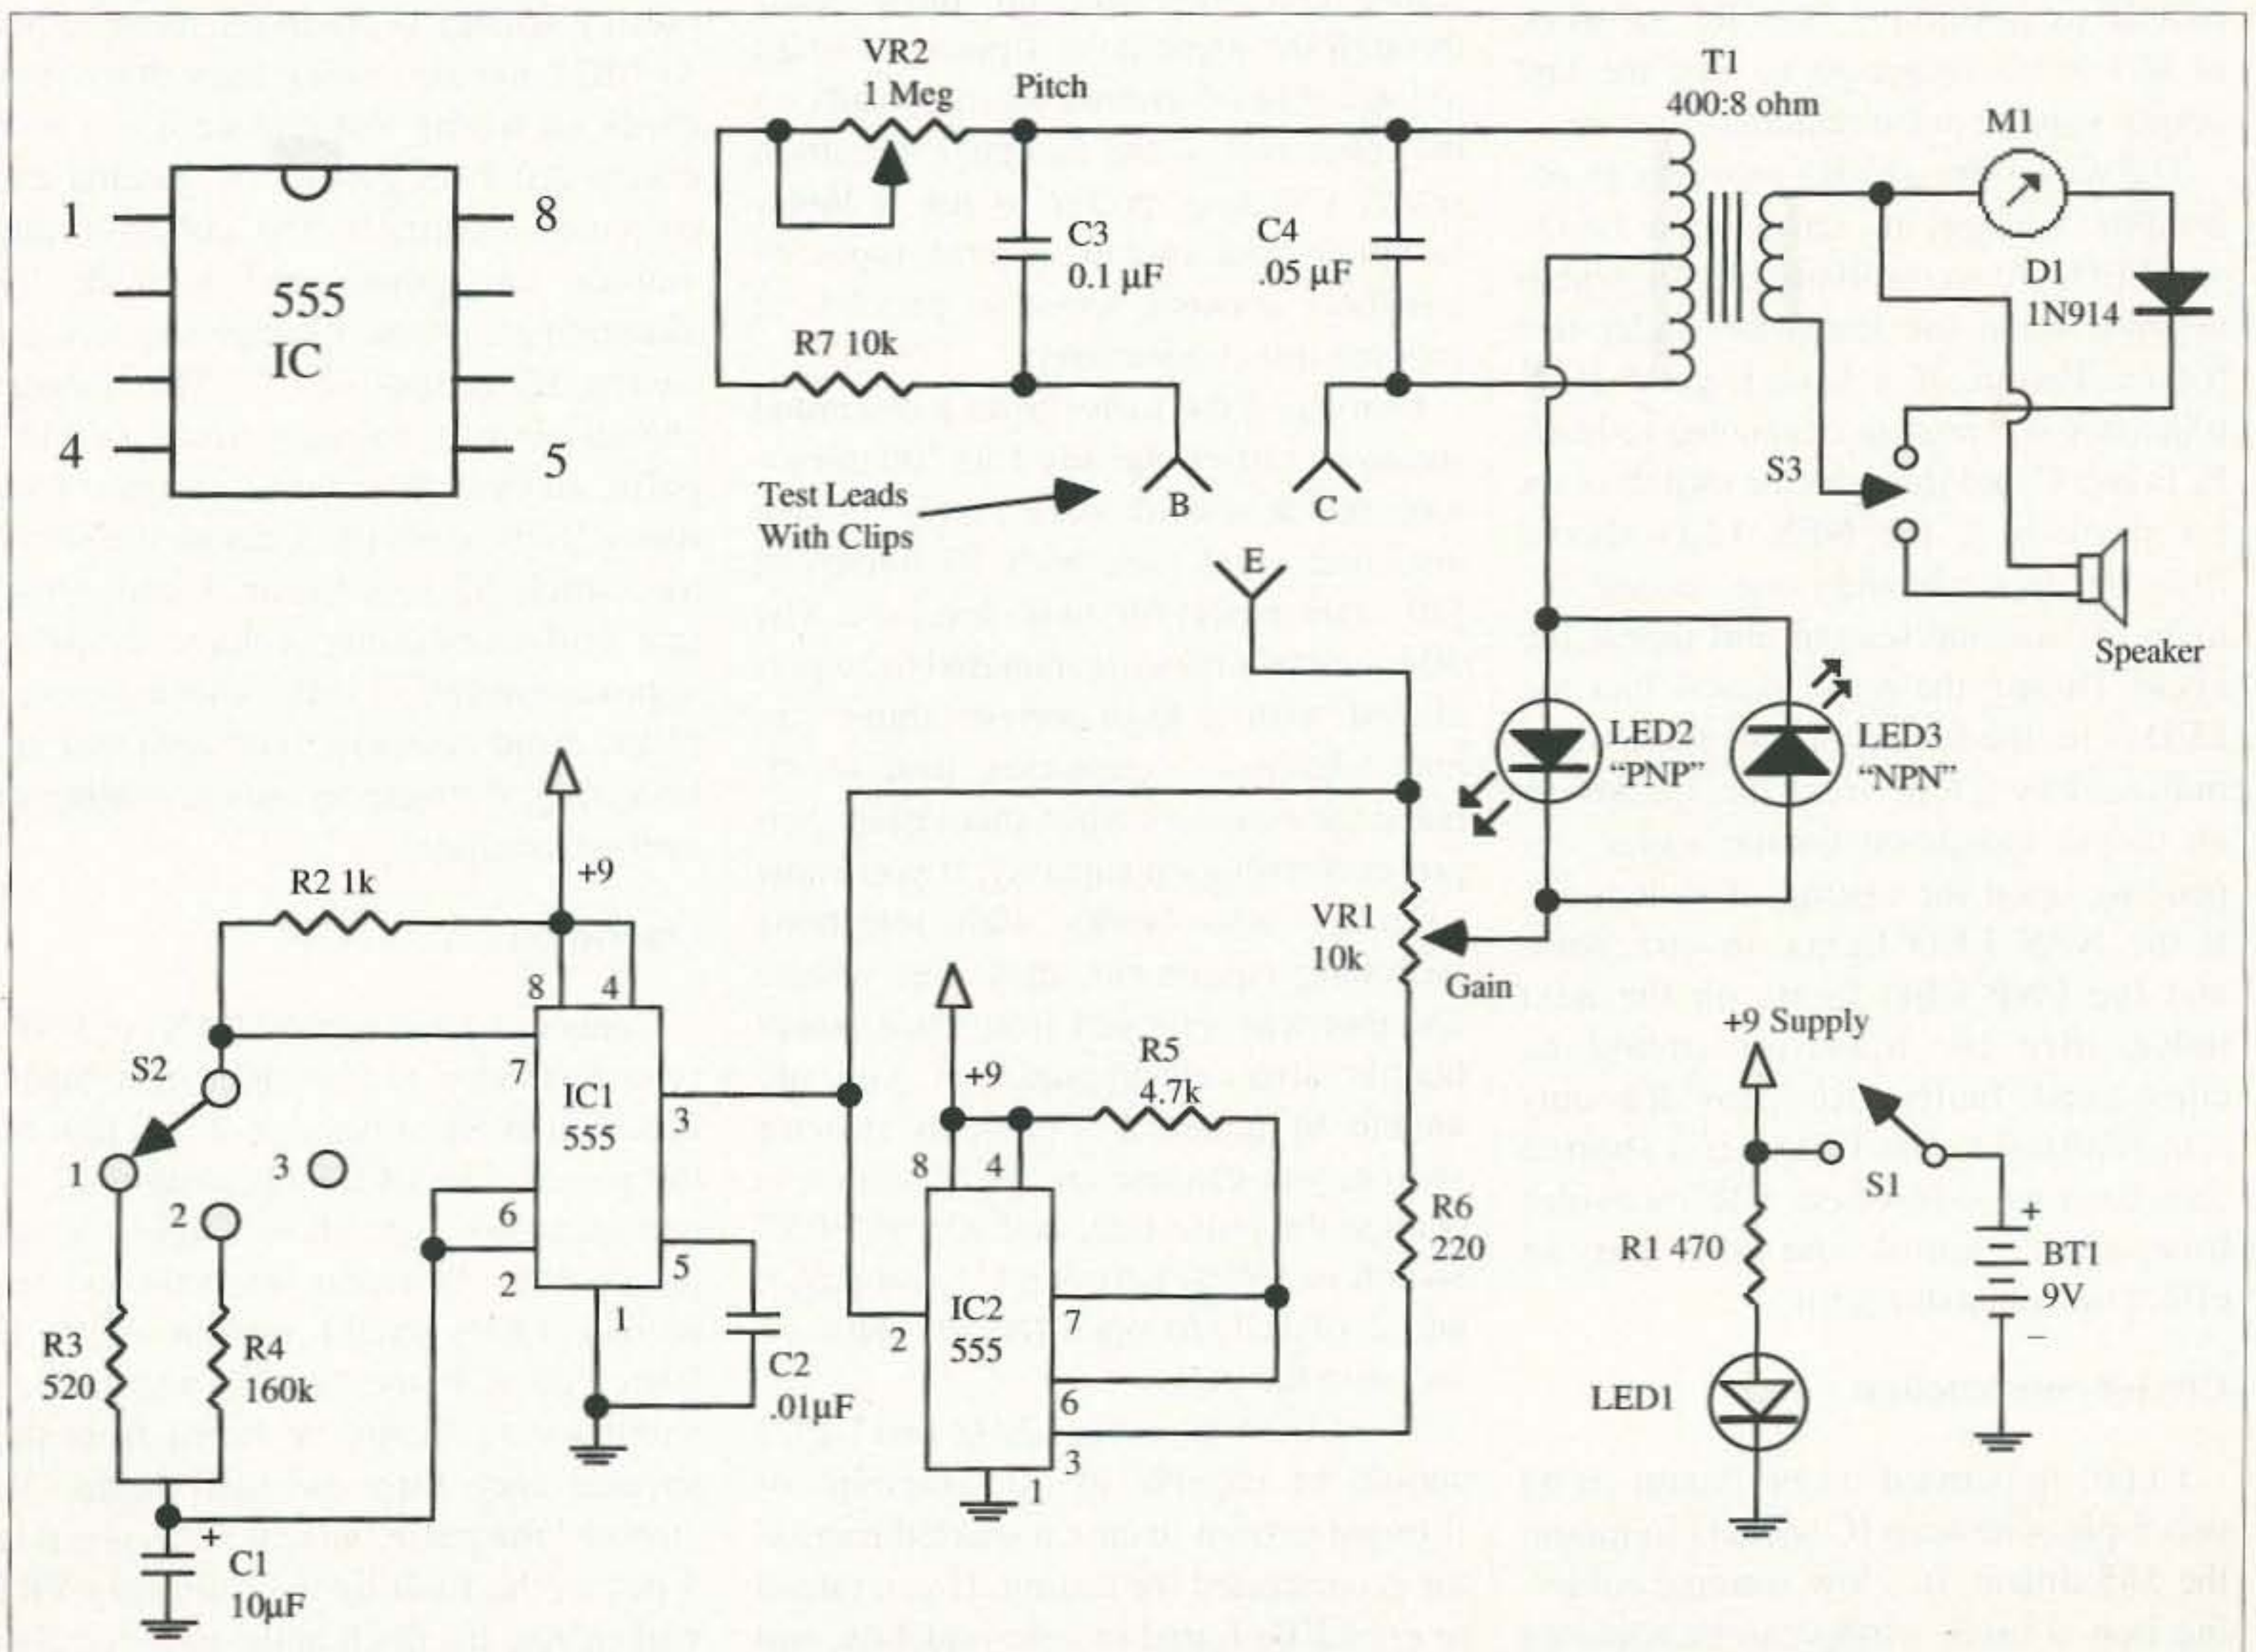 VR2
1 Meg
Pitch
T1
400:8 ohm
M1
1
8
555
IC
4
5
C3
0.1 µF
C4
.05 µF
D1
1N914
R7 10k
S3
Test Leads
With Clips
B
C
E
Speaker
LED2
“PNP”
LED3
“NPN”
+9
R2 1k
VR1
10k
Gain
8
4
S2
7
IC1
555
3
1
3
2
6
2
5
1
+9
R5
4.7k
8
4
+9 Supply
S1
R6
220
R1 470
+
BT1
9V
–
R3
520
R4
160k
C2
.01µF
2
IC2
555
7
6
3
1
LED1
+
C1
10µF